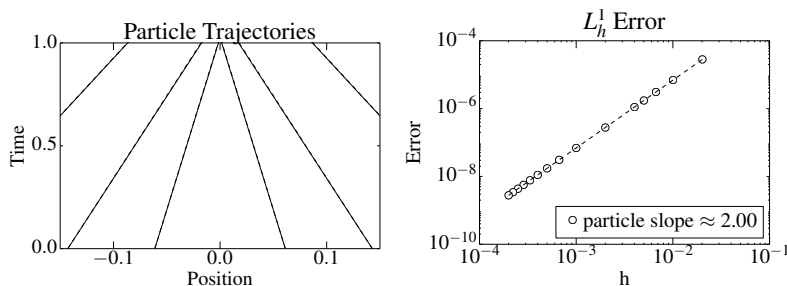 Particle Trajectories
1.0
0.5
0.0
Time
−0.1
0.0
0.1
Position
L_h^1 Error
10^−4
10^−6
10^−8
10^−10
Error
particle slope ≈ 2.00
10^−4
10^−3
10^−2
10^−1
h